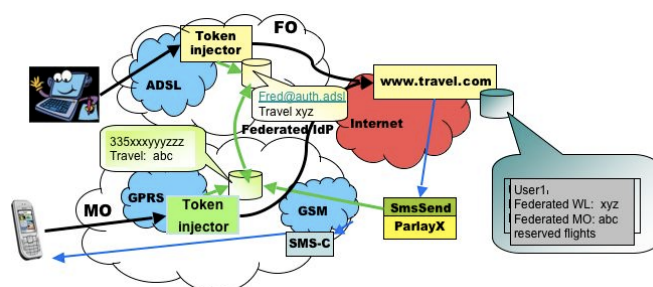 FO
Token
injector
ADSL
www.travel.com
Fred@auth.adsl
Travel xyz
Federated IdP
Internet
335xxxyyyzzz
Travel: abc
User1,
Federated WL: xyz
Federated MO: abc
reserved flights
MO
GPRS
Token
injector
GSM
SMS-C
SmsSend
ParlayX